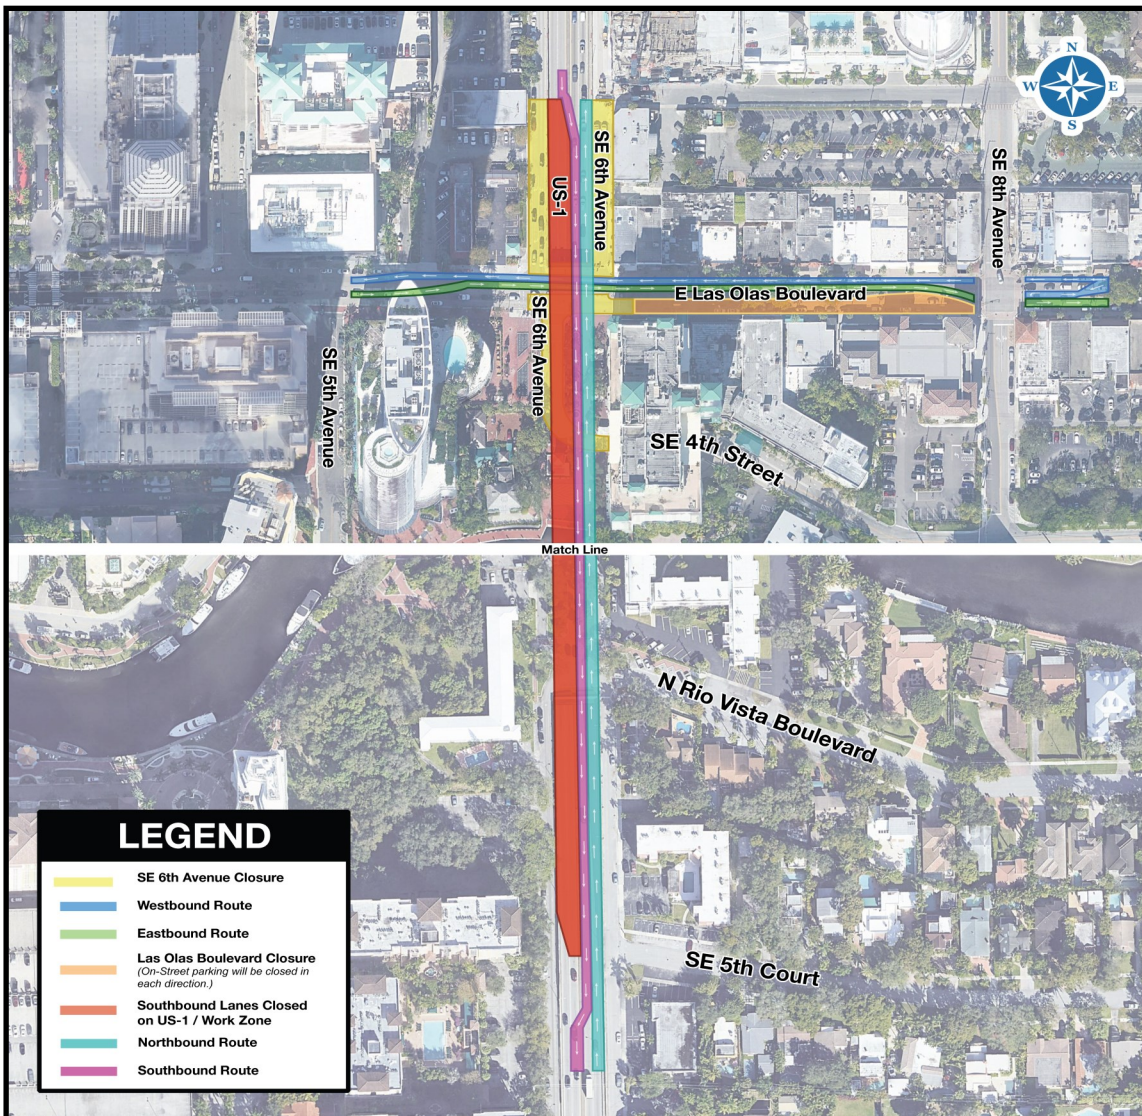 N
W
E
S
SE 6th Avenue
US-1
SE 8th Avenue
E Las Olas Boulevard
SE 6th Avenue
SE 5th Avenue
SE 4th Street
Match Line
N Rio Vista Boulevard
SE 5th Court
LEGEND
SE 6th Avenue Closure
Westbound Route
Eastbound Route
Las Olas Boulevard Closure
(On-Street parking will be closed in
each direction.)
Southbound Lanes Closed
on US-1 / Work Zone
Northbound Route
Southbound Route